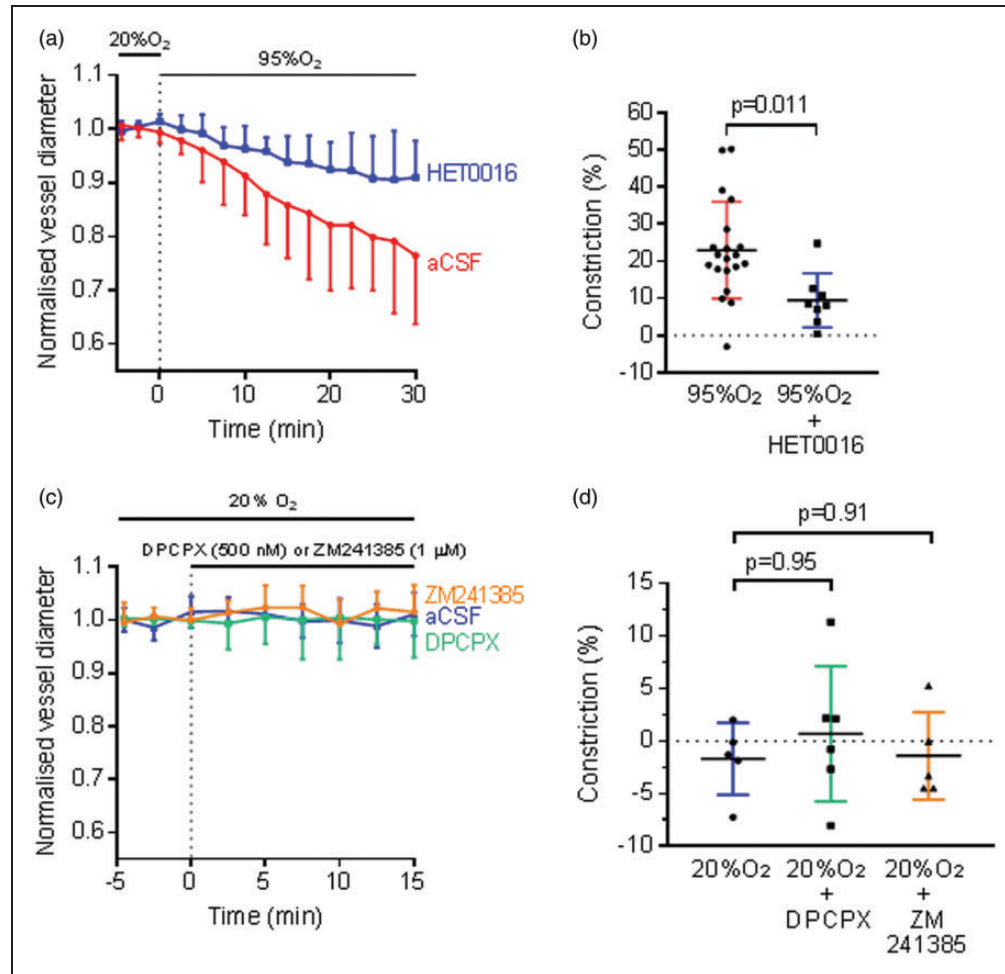 (a)
20%O₂
95%O₂
Normalised vessel diameter
1.1
1.0
0.9
0.8
0.7
0.6
HET0016
aCSF
0
10
20
30
Time (min)
(b)
p=0.011
Constriction (%)
60
50
40
30
20
10
0
-10
95%O₂
95%O₂
+
HET0016
(c)
20% O₂
DPCPX (500 nM) or ZM241385 (1 µM)
Normalised vessel diameter
1.1
1.0
0.9
0.8
0.7
0.6
ZM241385
aCSF
DPCPX
-5
0
5
10
15
Time (min)
(d)
p=0.91
p=0.95
Constriction (%)
15
10
5
0
-5
-10
20%O₂
20%O₂
+
DPCPX
20%O₂
+
ZM
241385